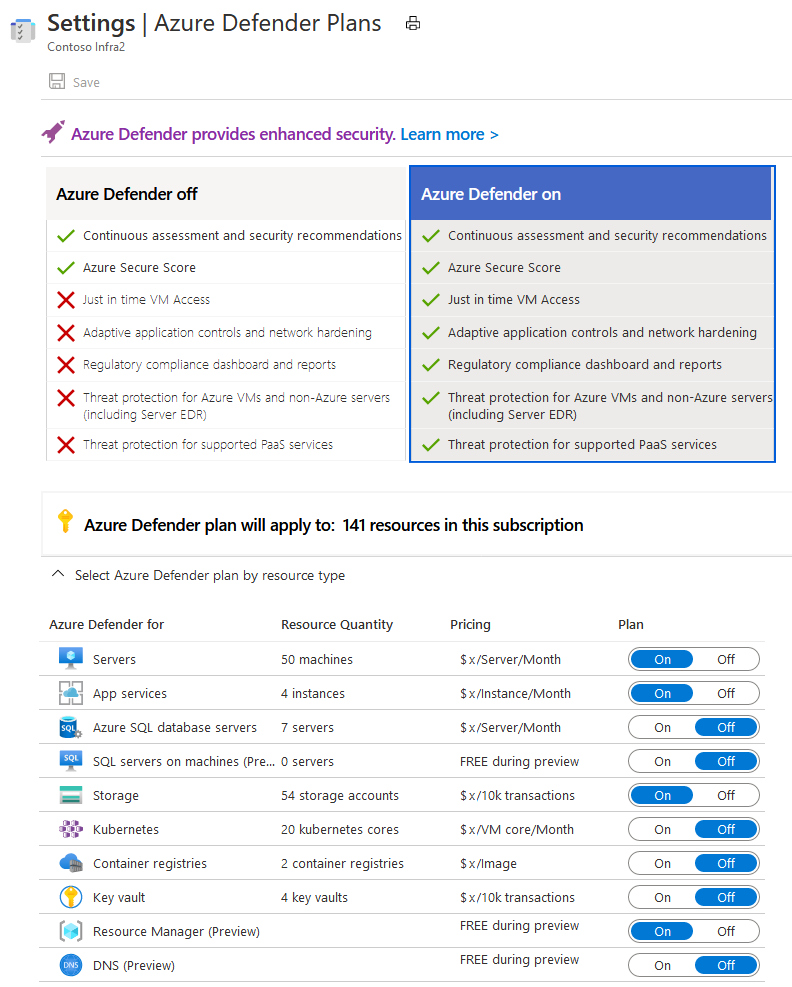 Settings | Azure Defender Plans
Contoso Infra2
Save
Azure Defender provides enhanced security. Learn more >
Azure Defender off
Continuous assessment and security recommendations
Azure Secure Score
Just in time VM Access
Adaptive application controls and network hardening
Regulatory compliance dashboard and reports
Threat protection for Azure VMs and non-Azure servers
(including Server EDR)
Threat protection for supported PaaS services
Azure Defender on
Continuous assessment and security recommendations
Azure Secure Score
Just in time VM Access
Adaptive application controls and network hardening
Regulatory compliance dashboard and reports
Threat protection for Azure VMs and non-Azure servers
(including Server EDR)
Threat protection for supported PaaS services
Azure Defender plan will apply to: 141 resources in this subscription
Select Azure Defender plan by resource type
Azure Defender for Resource Quantity Pricing Plan
Servers 50 machines $x/Server/Month On Off
App services 4 instances $x/Instance/Month On Off
SQL Azure SQL database servers 7 servers $x/Server/Month On Off
SQL SQL servers on machines (Pre... 0 servers FREE during preview On Off
Storage 54 storage accounts $x/10k transactions On Off
Kubernetes 20 kubernetes cores $x/VM core/Month On Off
Container registries 2 container registries $x/Image On Off
Key vault 4 key vaults $x/10k transactions On Off
Resource Manager (Preview) FREE during preview On Off
DNS DNS (Preview) FREE during preview On Off